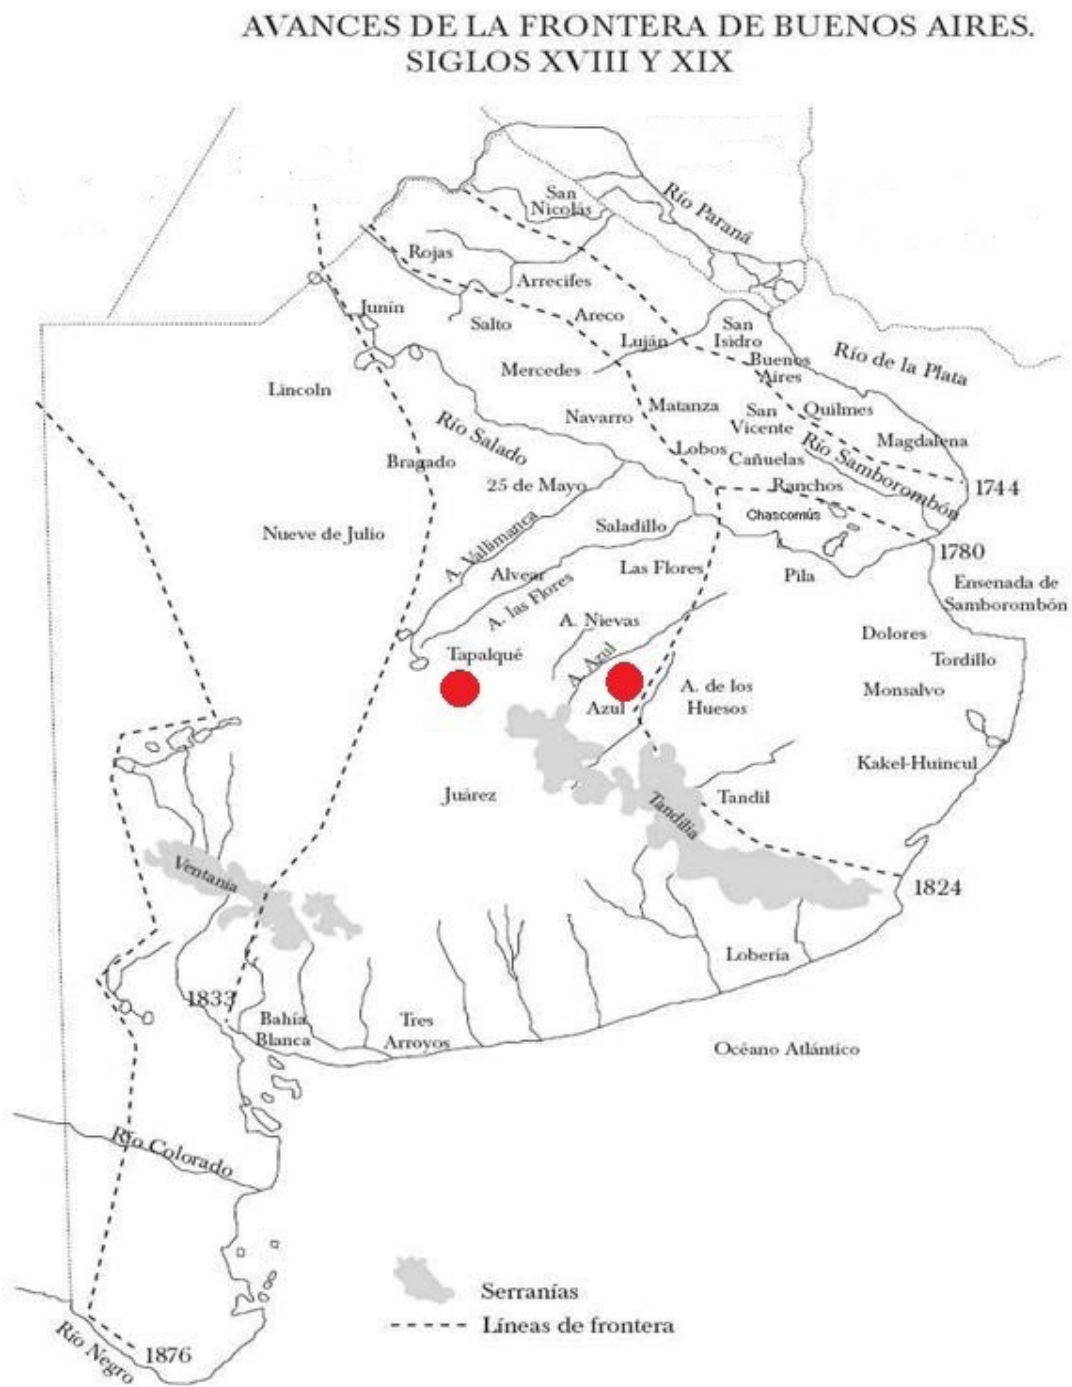 AVANCES DE LA FRONTERA DE BUENOS AIRES.
SIGLOS XVIII Y XIX
San
Nicolás
Río Paraná
Rojas
Arrecifes
Junín
Salto
Areco
Luján
San
Isidro
Buenos
Aires
Río de la Plata
Mercedes
Lincoln
Navarro
Matanza
San
Vicente
Quilmes
Magdalena
Río Salado
Bragado
Lobos
Cañuelas
Río Samborombón
25 de Mayo
Ranchos
1744
Chascomús
Nueve de Julio
A. Vallimanca
Saladillo
1780
Alvear
Las Flores
Pila
Ensenada de
Samborombón
A. las Flores
A. Nievas
Dolores
Tapalqué
A. Azul
Tordillo
Azul
A. de los
Huesos
Monsalvo
Kakel-Huincul
Juárez
Tandil
Tandilia
Ventania
1824
Lobería
1833
Bahía
Blanca
Tres
Arroyos
Océano Atlántico
Río Colorado
Serranías
Líneas de frontera
Río Negro
1876